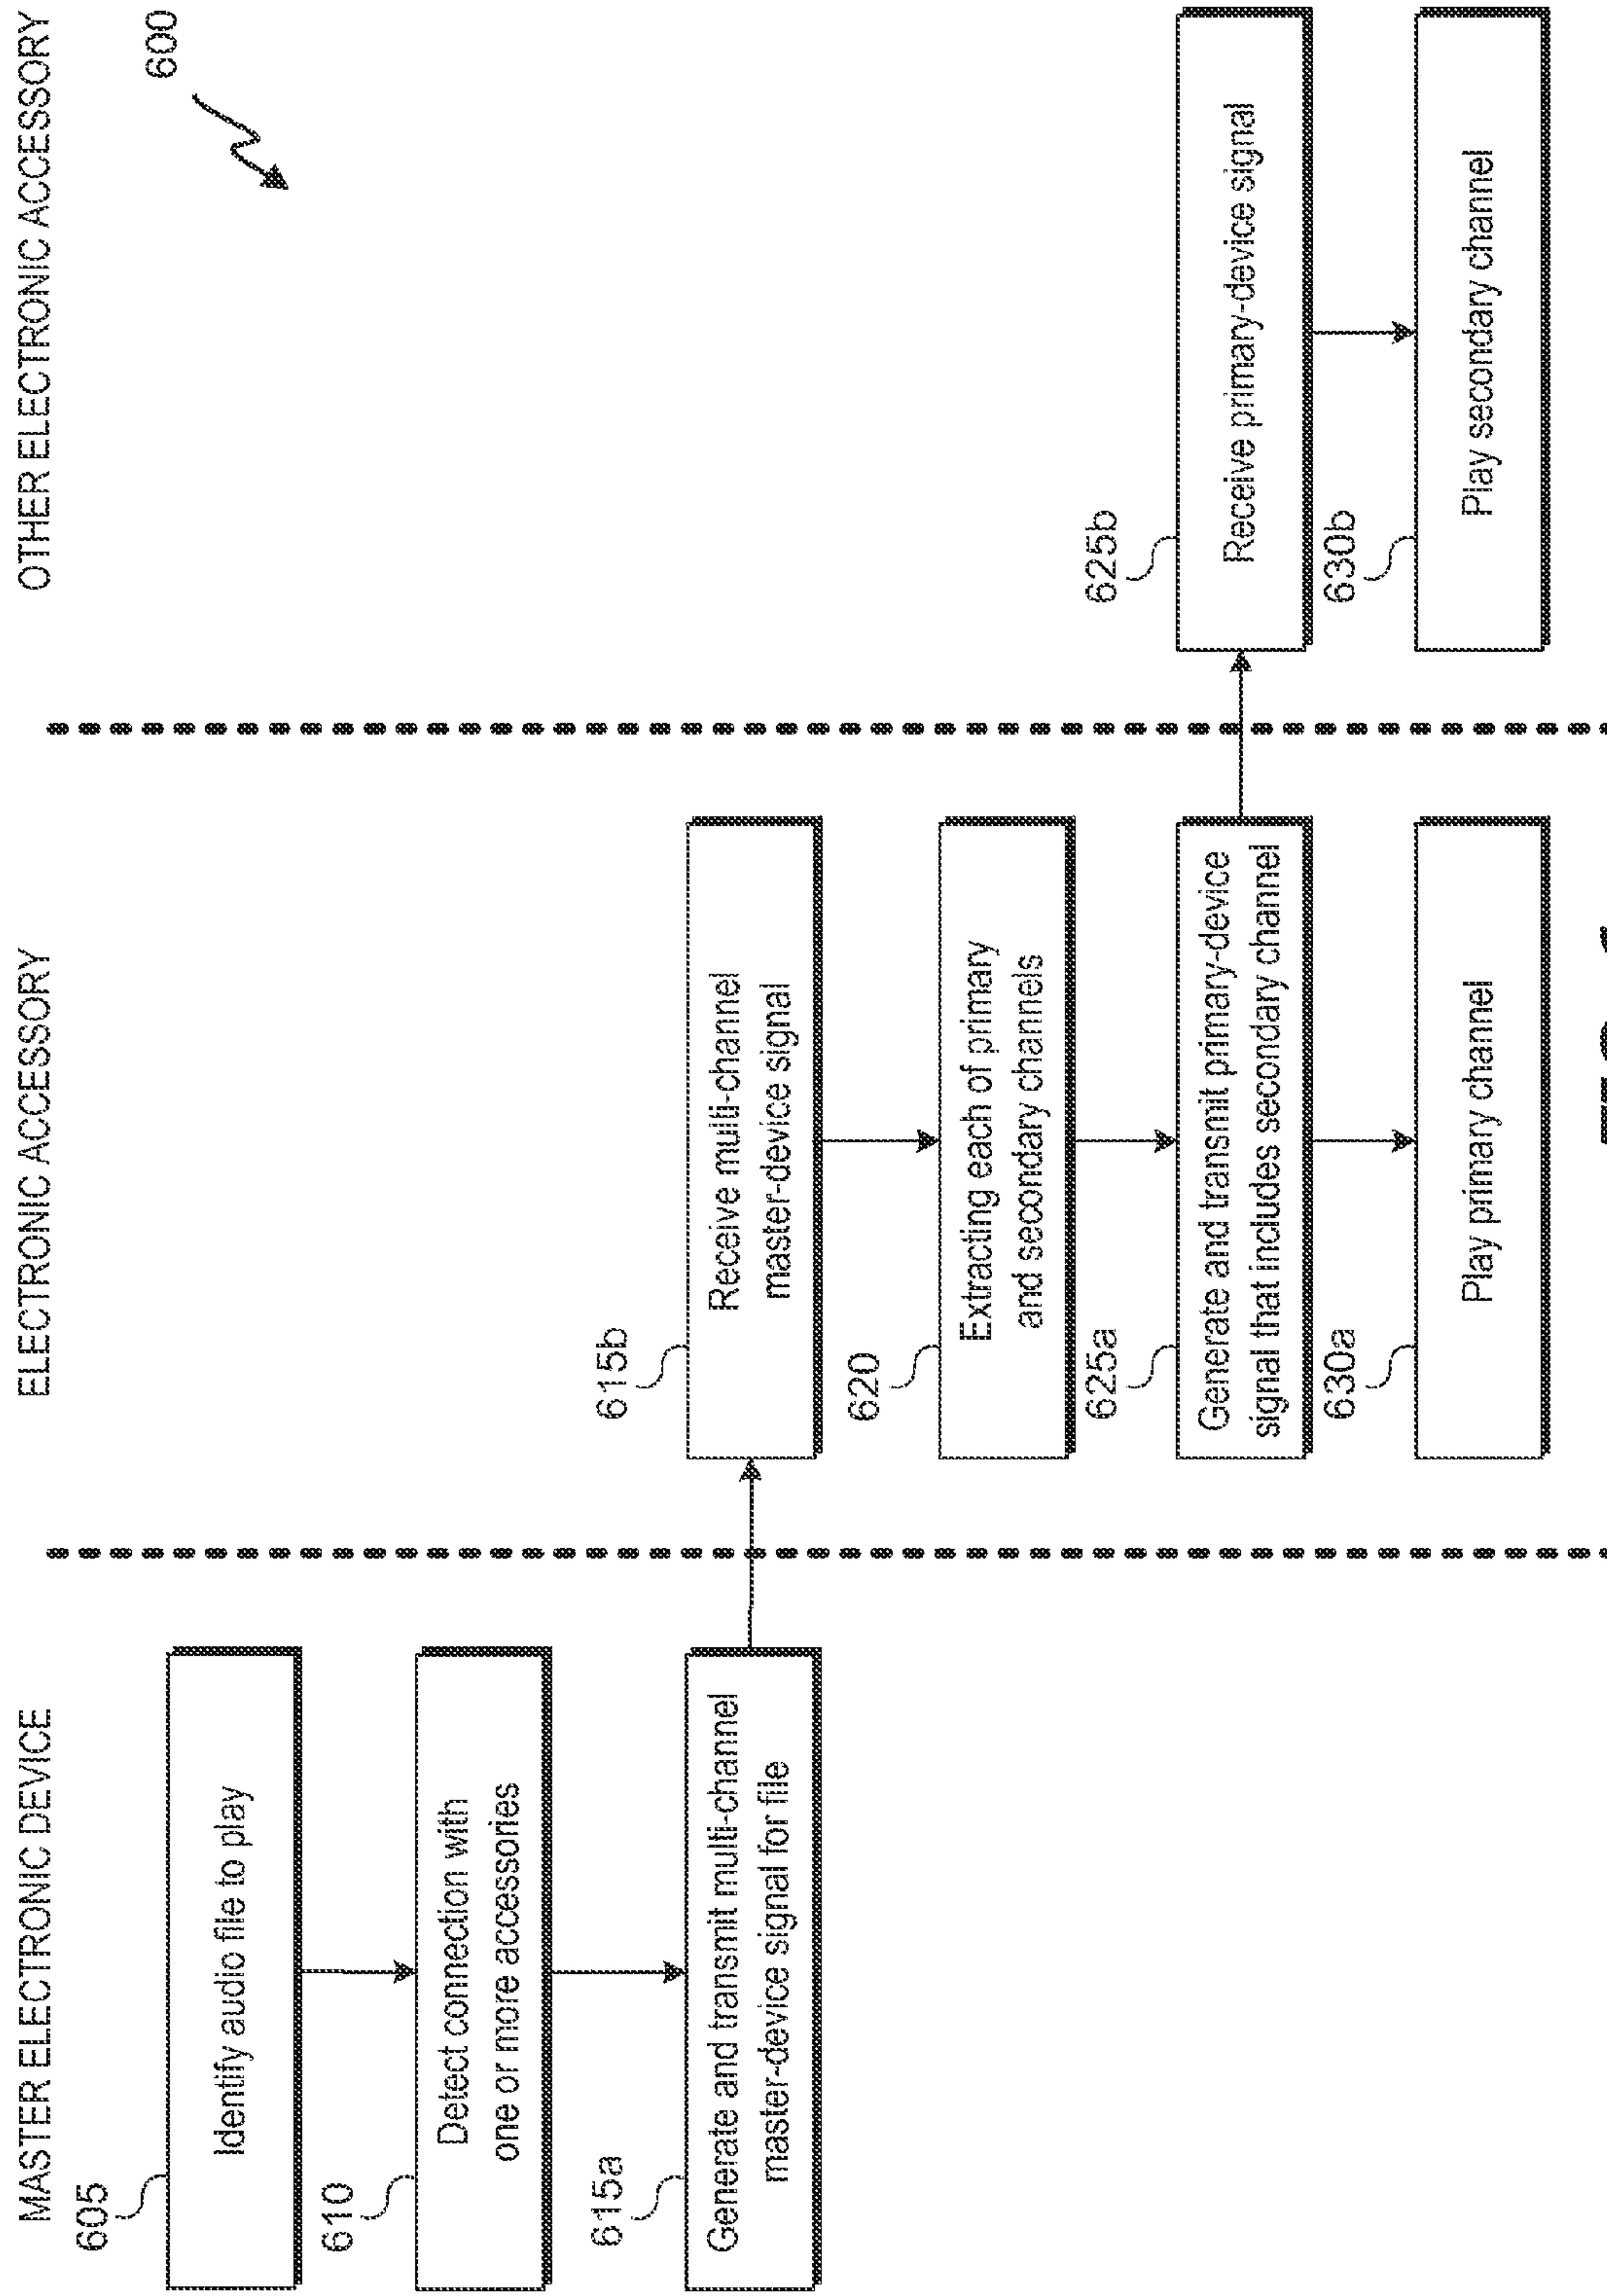 MASTER ELECTRONIC DEVICE
ELECTRONIC ACCESSORY
OTHER ELECTRONIC ACCESSORY
600
605
Identify audio file to play
610
Detect connection with
one or more accessories
615a
Generate and transmit multi-channel
master-device signal for file
615b
Receive multi-channel
master-device signal
620
Extracting each of primary
and secondary channels
625a
Generate and transmit primary-device
signal that includes secondary channel
625b
Receive primary-device signal
630a
Play primary channel
630b
Play secondary channel